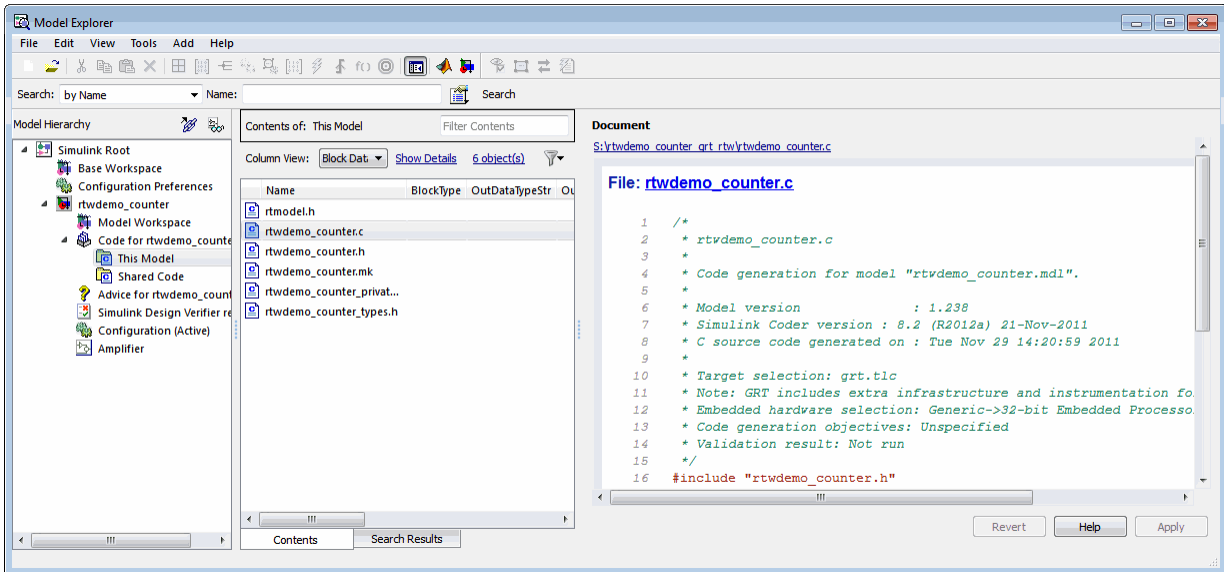 Model Explorer
File Edit View Tools Add Help
Search: by Name Name: Search
Model Hierarchy
Simulink Root
Base Workspace
Configuration Preferences
rtwdemo_counter
Model Workspace
Code for rtwdemo_counte
This Model
Shared Code
Advice for rtwdemo_count
Simulink Design Verifier re
Configuration (Active)
Amplifier
Contents of: This Model Filter Contents
Column View: Block Dat Show Details 6 object(s)
Name BlockType OutDataTypeStr Ou
rtmodel.h
rtwdemo_counter.c
rtwdemo_counter.h
rtwdemo_counter.mk
rtwdemo_counter_privat...
rtwdemo_counter_types.h
Contents Search Results
Document
S:\rtwdemo_counter_grt_rtw\rtwdemo_counter.c
File: rtwdemo_counter.c
1 /*
2 * rtwdemo_counter.c
3 *
4 * Code generation for model "rtwdemo_counter.mdl".
5 *
6 * Model version : 1.238
7 * Simulink Coder version : 8.2 (R2012a) 21-Nov-2011
8 * C source code generated on : Tue Nov 29 14:20:59 2011
9 *
10 * Target selection: grt.tlc
11 * Note: GRT includes extra infrastructure and instrumentation fo
12 * Embedded hardware selection: Generic->32-bit Embedded Processo
13 * Code generation objectives: Unspecified
14 * Validation result: Not run
15 */
16 #include "rtwdemo_counter.h"
Revert Help Apply